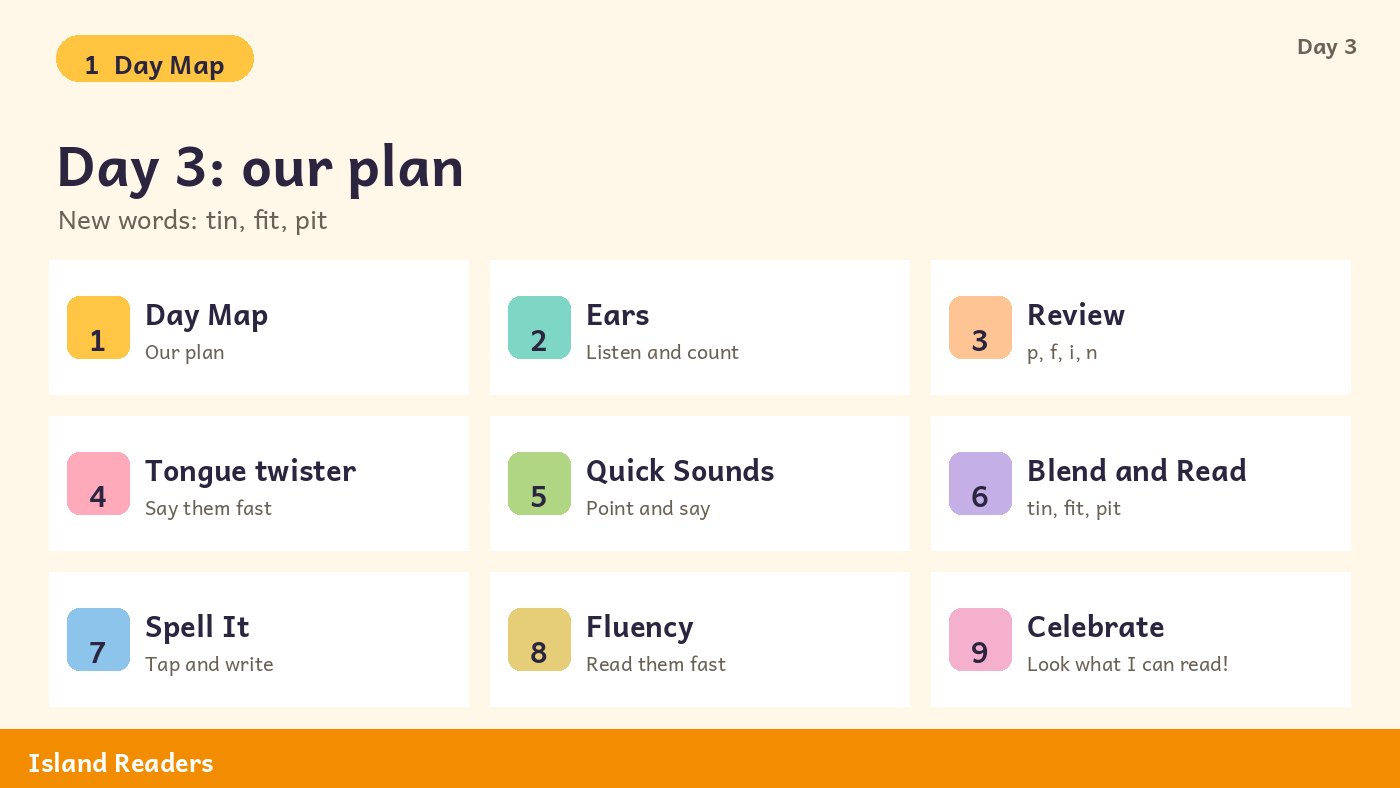 1 Day Map
Day 3
Day 3: our plan
New words: tin, fit, pit
1
Day Map
Our plan
2
Ears
Listen and count
3
Review
p, f, i, n
4
Tongue twister
Say them fast
5
Quick Sounds
Point and say
6
Blend and Read
tin, fit, pit
7
Spell It
Tap and write
8
Fluency
Read them fast
9
Celebrate
Look what I can read!
Island Readers